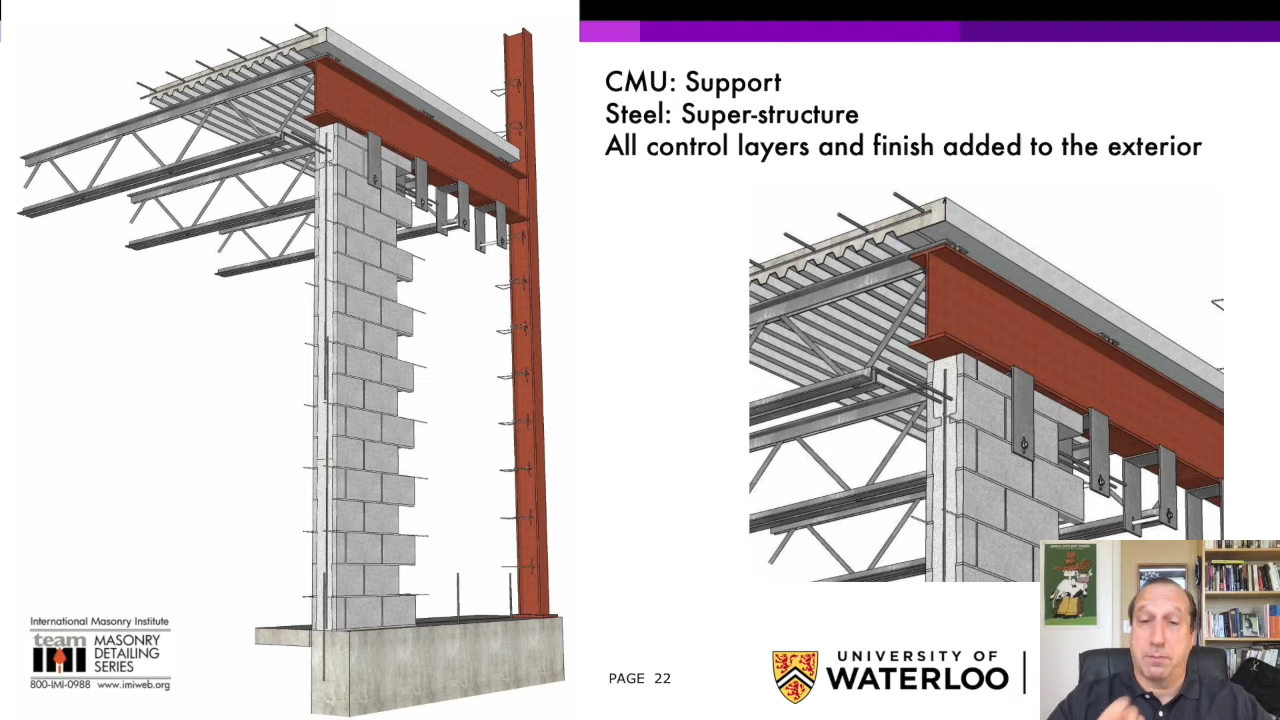 CMU: Support
Steel: Super-structure
All control layers and finish added to the exterior
International Masonry Institute
team
IMI
MASONRY
DETAILING
SERIES
800-IMI-0988 www.imiweb.org
PAGE 22
UNIVERSITY OF
WATERLOO